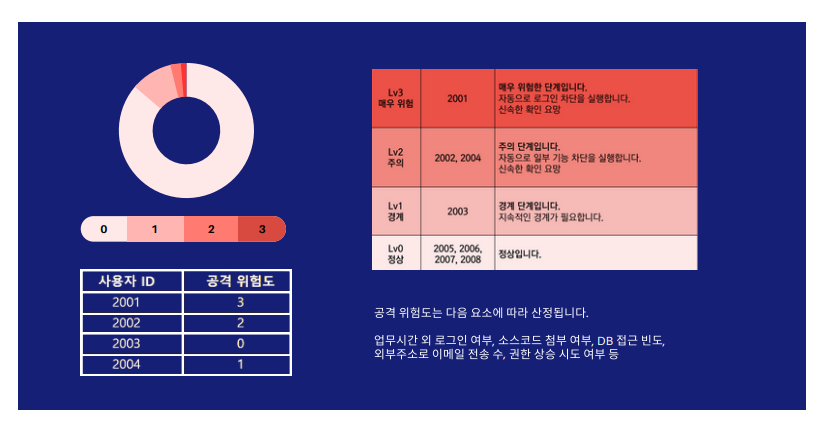 0 1 2 3
사용자 ID 공격 위험도
2001 3
2002 2
2003 0
2004 1
Lv3
매우 위험
2001
매우 위험한 단계입니다.
자동으로 로그인 차단을 실행합니다.
신속한 확인 요망
Lv2
주의
2002, 2004
주의 단계입니다.
자동으로 일부 기능 차단을 실행합니다.
신속한 확인 요망
Lv1
경계
2003
경계 단계입니다.
지속적인 경계가 필요합니다.
Lv0
정상
2005, 2006,
2007, 2008
정상입니다.
공격 위험도는 다음 요소에 따라 산정됩니다.
업무시간 외 로그인 여부, 소스코드 첨부 여부, DB 접근 빈도,
외부주소로 이메일 전송 수, 권한 상승 시도 여부 등